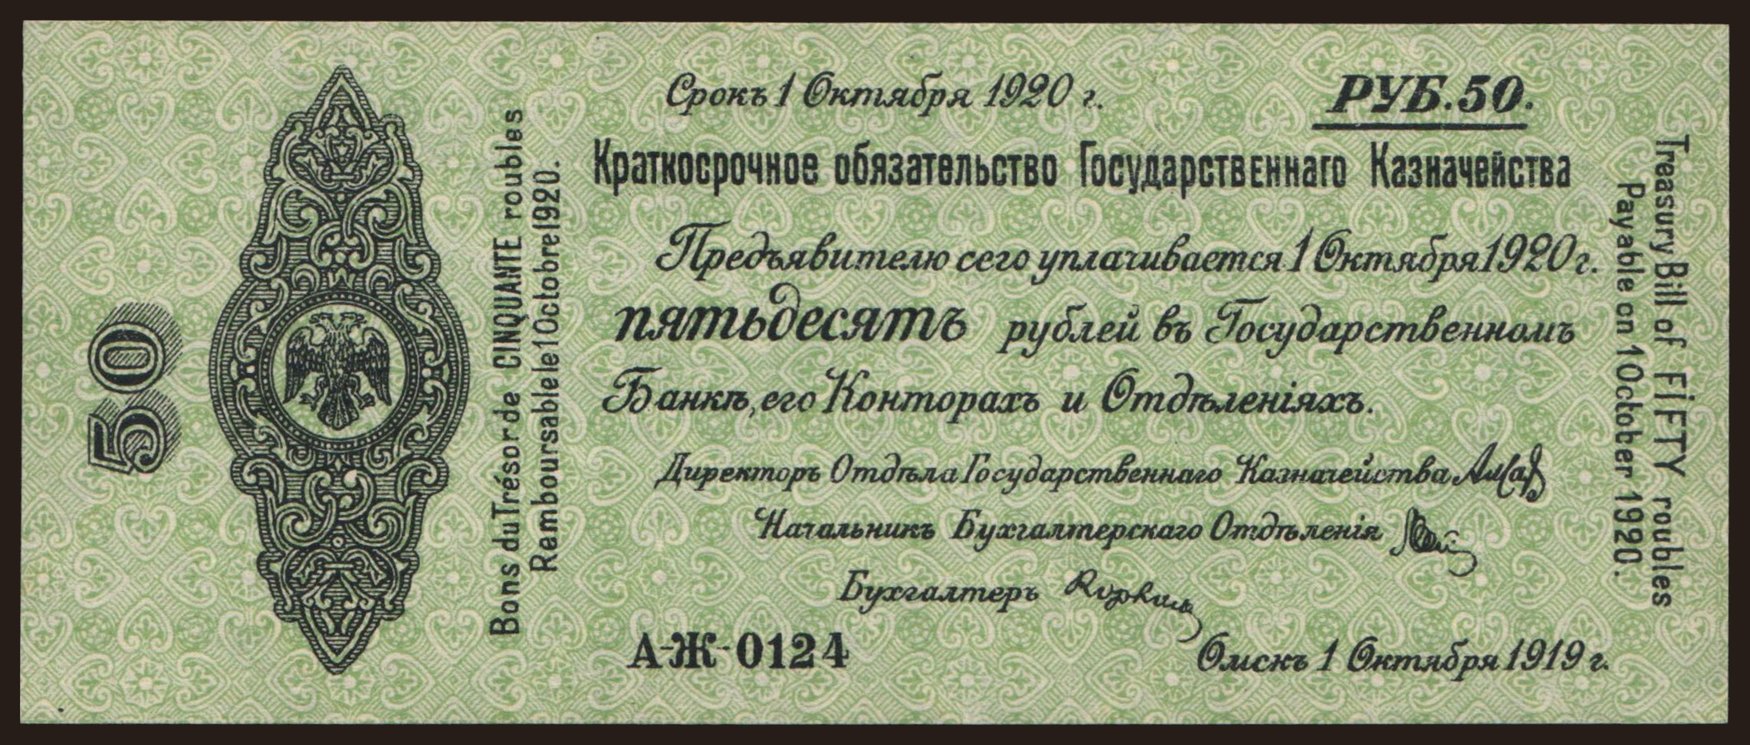 50
Bons du Trésor de CINQUANTE roubles
Remboursable le 1 Octobre 1920.
Срокъ 1 Октября 1920 г.
РУБ. 50.
Краткосрочное обязательство Государственнаго Казначейства
Предъявителю сего уплачивается 1 Октября 1920 г.
пятьдесятъ рублей въ Государственномъ
Банкѣ, его Конторахъ и Отдѣленіяхъ.
Директоръ Отдѣла Государственнаго Казначейства
Начальникъ Бухгалтерскаго Отдѣленія
Бухгалтеръ
А-Ж-0124
Омскъ 1 Октября 1919 г.
Treasury Bill of FiFTY roubles
Payable on 1 October 1920.